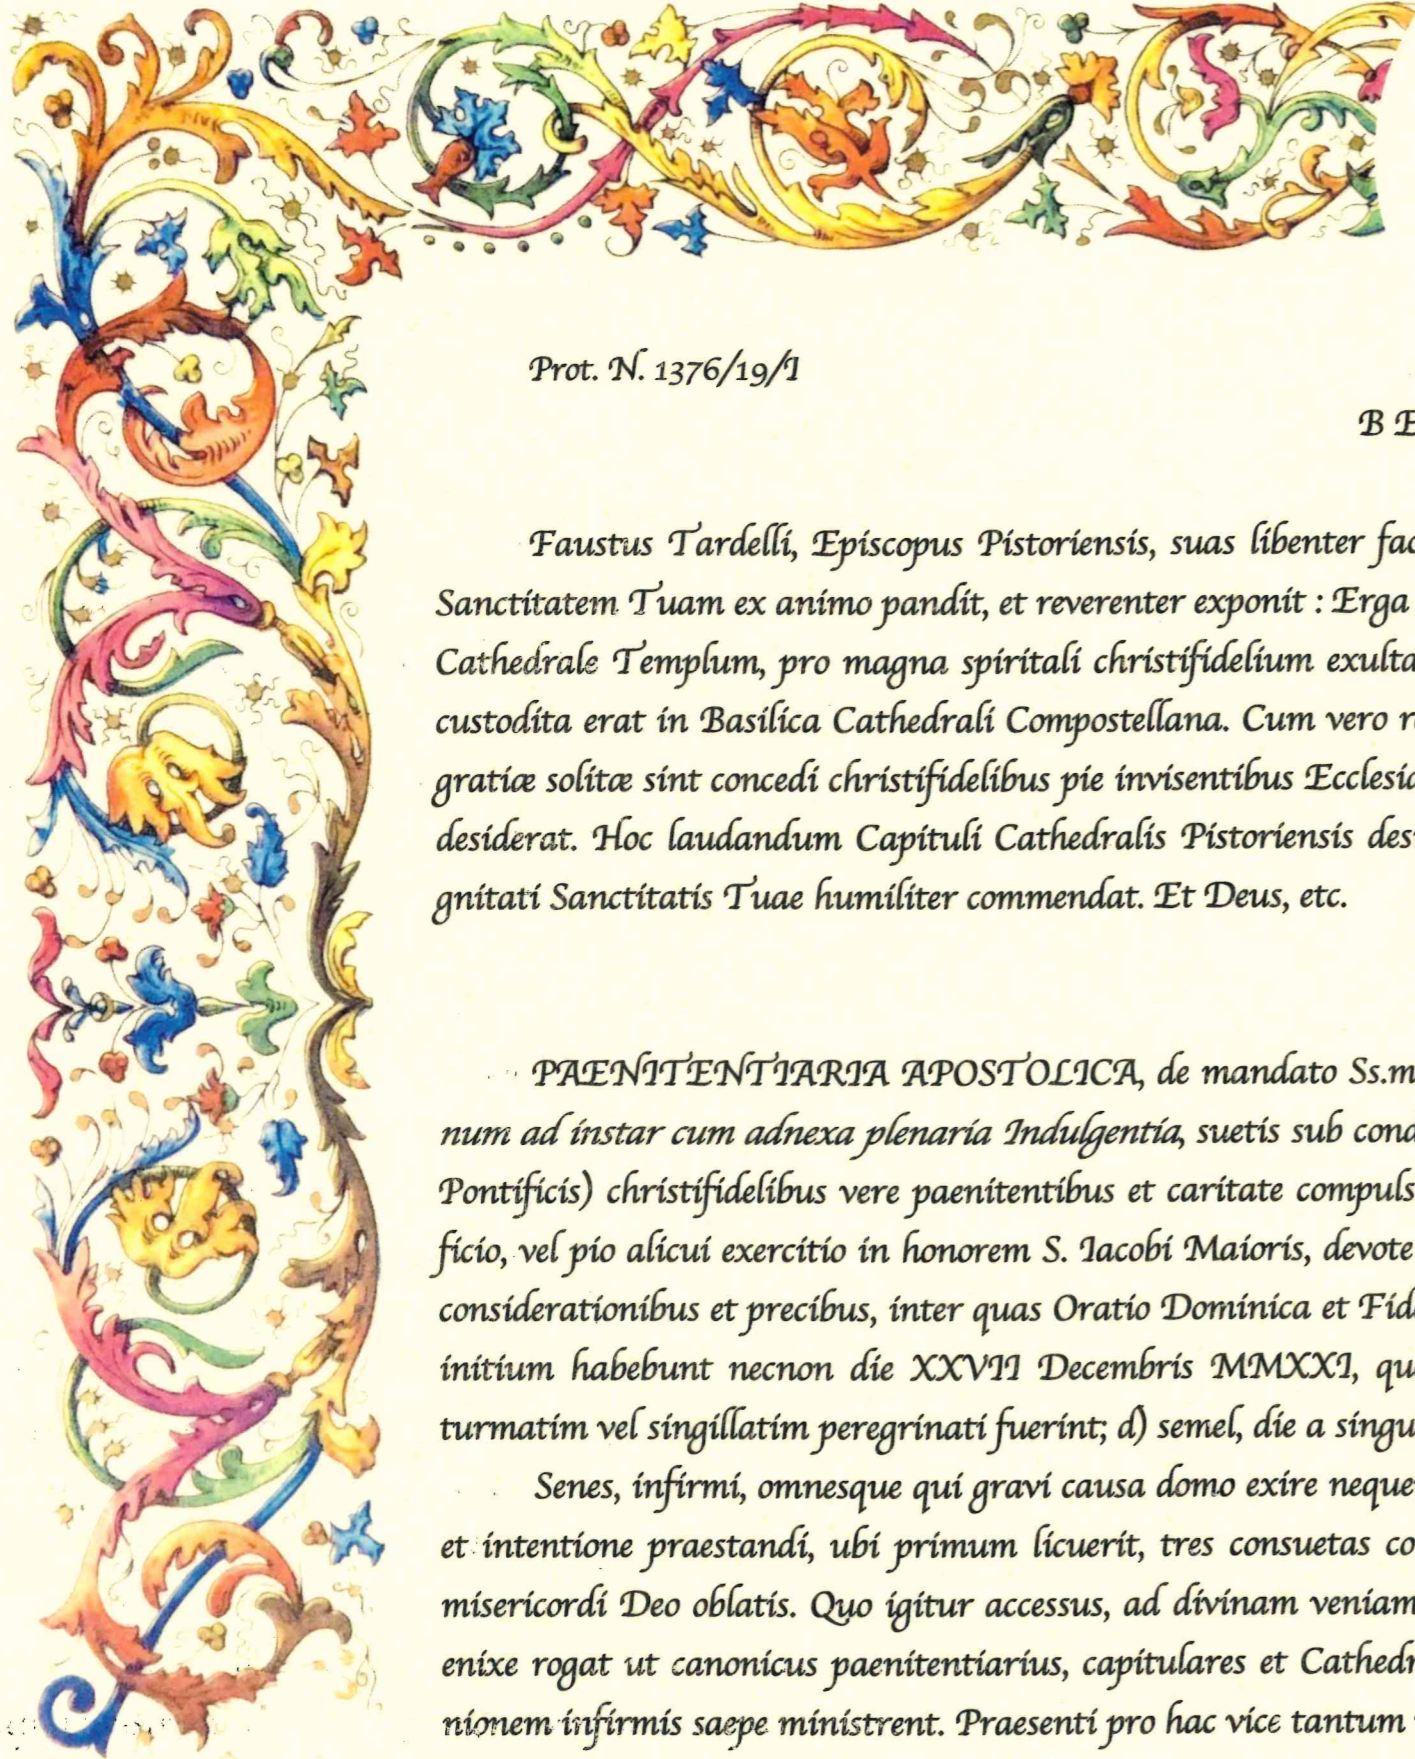 Prot. N. 1376/19/I
B E
Faustus Tardelli, Episcopus Pistoriensis, suas libenter fac
Sanctitatem Tuam ex animo pandit, et reverenter exponit : Erga
Cathedrale Templum, pro magna spiritali christifidelium exulta
custodita erat in Basilica Cathedrali Compostellana. Cum vero r
gratiæ solitæ sint concedi christifidelibus pie invisentibus Ecclesia
desiderat. Hoc laudandum Capituli Cathedralis Pistoriensis des
gnitati Sanctitatis Tuae humiliter commendat. Et Deus, etc.
PAENITENTIARIA APOSTOLICA, de mandato Ss.m
num ad instar cum adnexa plenaria Indulgentia, suetis sub cond
Pontificis) christifidelibus vere paenitentibus et caritate compuls
ficio, vel pio alicui exercitio in honorem S. Iacobi Maioris, devote
considerationibus et precibus, inter quas Oratio Dominica et Fid
initium habebunt necnon die XXVII Decembris MMXXI, qu
turmatim vel singillatim peregrinati fuerint; d) semel, die a singu
Senes, infirmi, omnesque qui gravi causa domo exire neque
et intentione praestandi, ubi primum licuerit, tres consuetas co
misericordi Deo oblatis. Quo igitur accessus, ad divinam veniam
enixe rogat ut canonicus paenitentiarius, capitulares et Cathedr
nionem infirmis saepe ministrent. Praesenti pro hac vice tantum